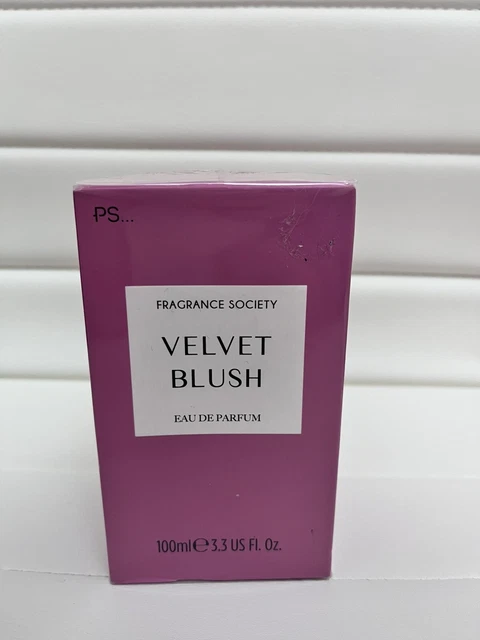 PS...
FRAGRANCE SOCIETY
VELVET
BLUSH
EAU DE PARFUM
100ml℮3.3 US Fl. Oz.